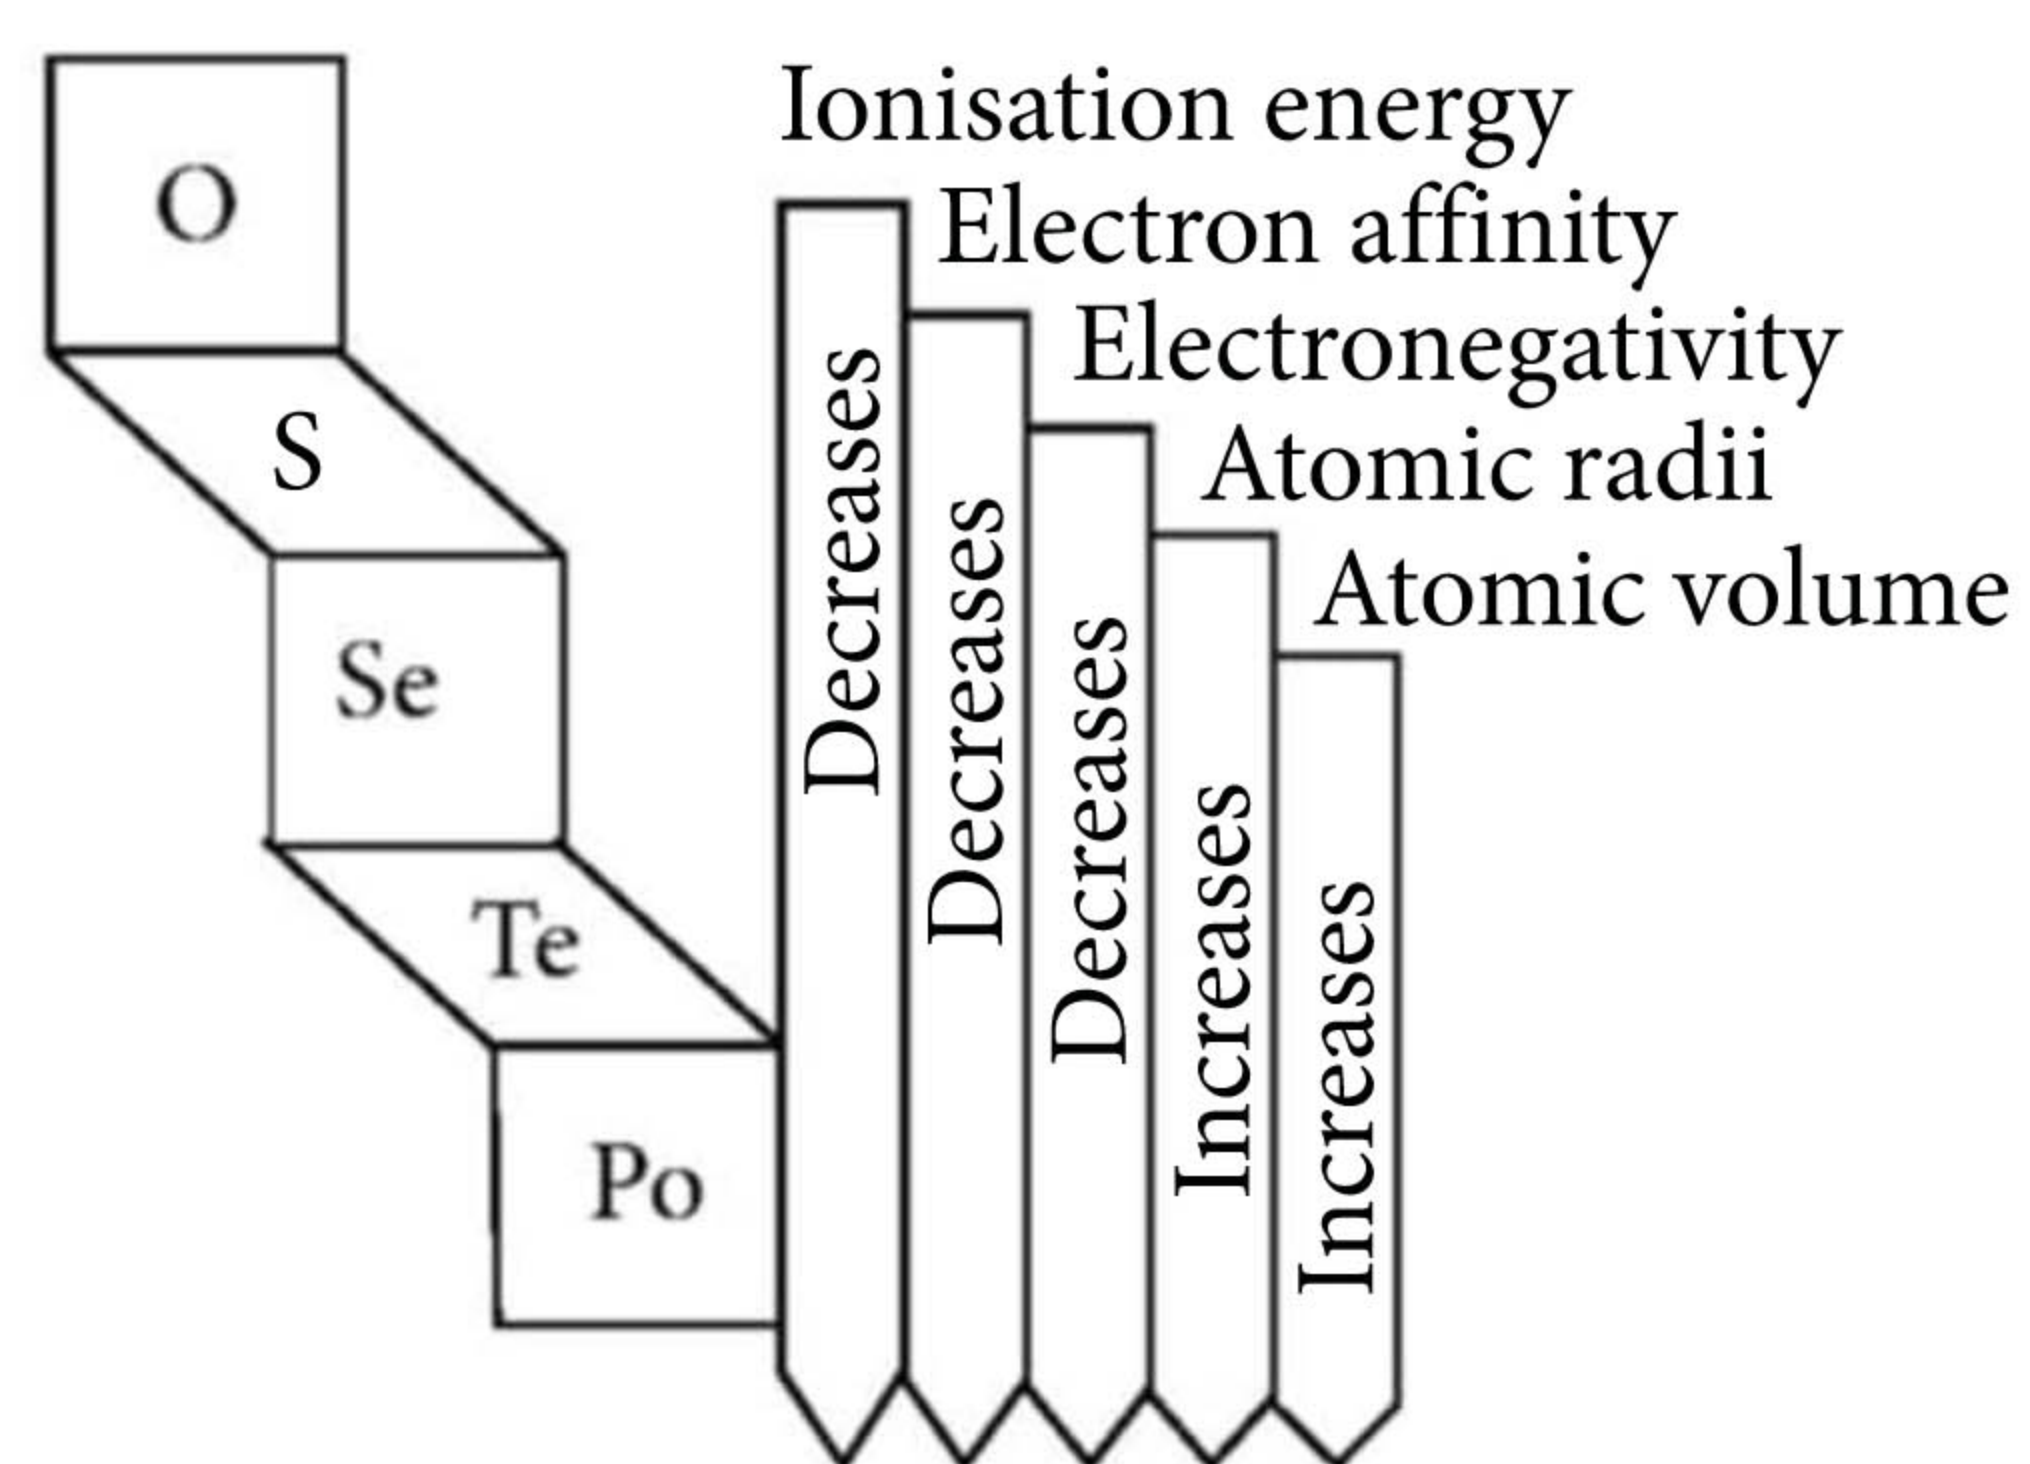 O
S
Se
Te
Po
Ionisation energy
Electron affinity
Electronegativity
Atomic radii
Atomic volume
Decreases
Decreases
Decreases
Increases
Increases